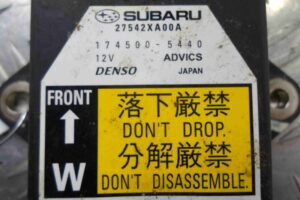 SUBARU
27542XA00A
174500-5440
12V ADVICS
DENSO JAPAN
FRONT
落下厳禁
DON'T DROP.
分解厳禁
W
DON'T DISASSEMBLE.